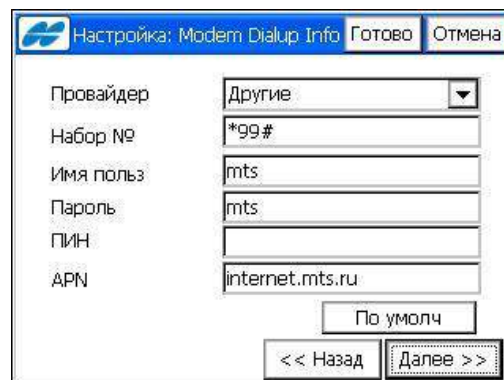 Настройка: Modem Dialup Info Готово Отмена
Провайдер Другие
Набор № *99#
Имя польз mts
Пароль mts
ПИН
APN internet.mts.ru
По умолч
<< Назад Далее >>